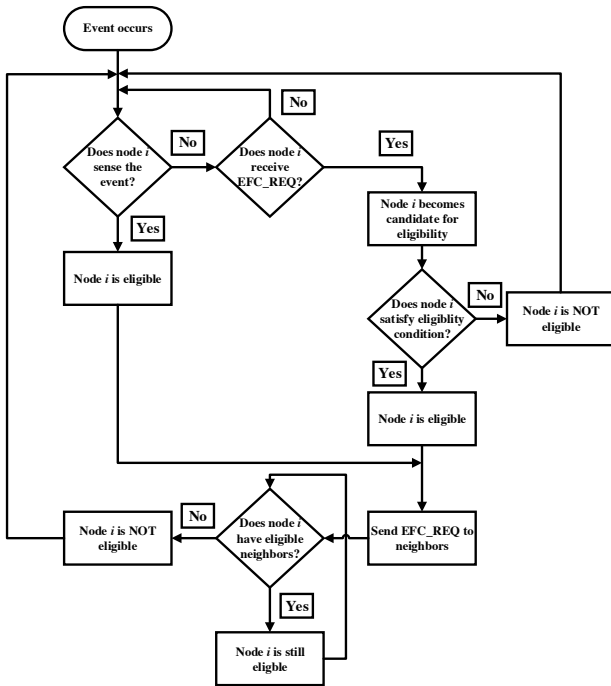 Event occurs
No
Does node i
sense the
event?
No
Does node i
receive
EFC_REQ?
Yes
Node i becomes
candidate for
eligibility
Yes
Node i is eligible
Does node i
satisfy eligiblity
condition?
No
Node i is NOT
eligible
Yes
Node i is eligible
Send EFC_REQ to
neighbors
Does node i
have eligible
neighbors?
No
Node i is NOT
eligible
Yes
Node i is still
eligble